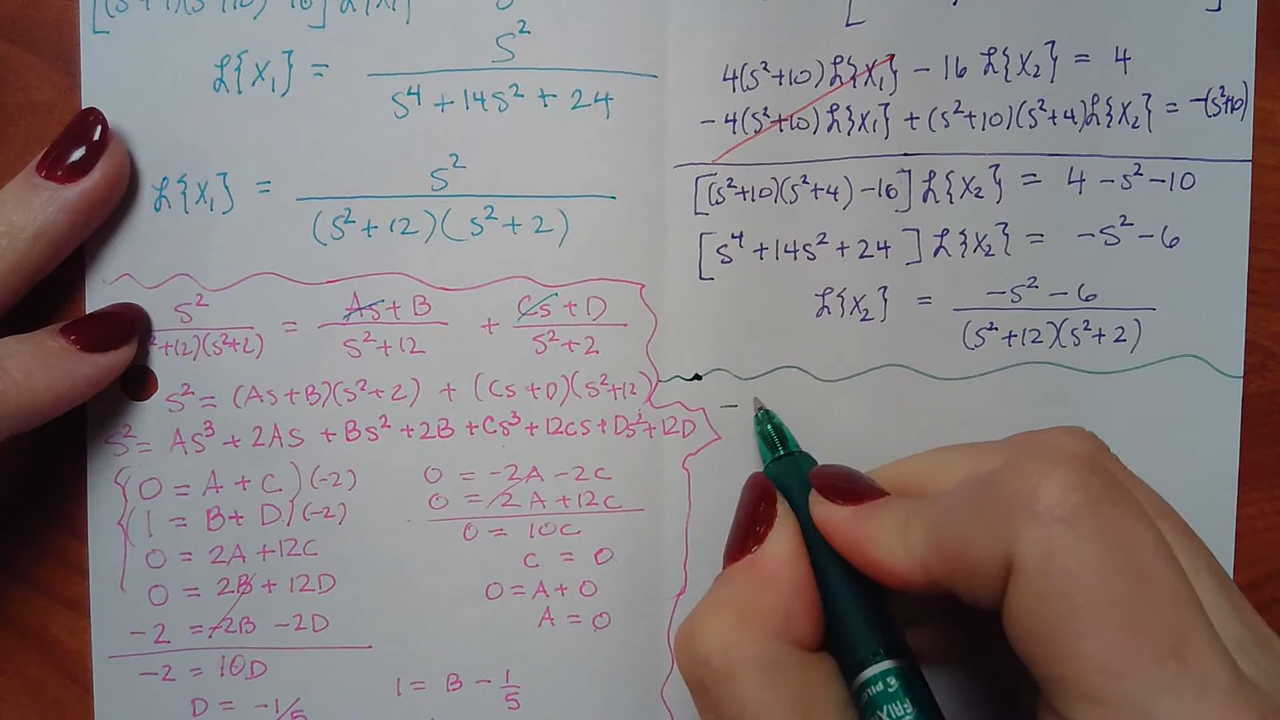 ℒ{x₁} = s² / (s⁴ + 14s² + 24)
ℒ{x₁} = s² / ((s² + 12)(s² + 2))
s² / (s²+12)(s²+2) = (As + B) / (s² + 12) + (Cs + D) / (s² + 2)
s² = (As + B)(s² + 2) + (Cs + D)(s² + 12)
s² = As³ + 2As + Bs² + 2B + Cs³ + 12Cs + Ds² + 12D
0 = A + C )(-2)
1 = B + D )(-2)
0 = 2A + 12C
0 = 2B + 12D
-2 = -2B - 2D
-2 = 10D
D = -1/5
0 = -2A - 2C
0 = 2A + 12C
0 = 10C
C = 0
0 = A + 0
A = 0
1 = B - 1/5
4(s²+10)ℒ{x₁} - 16 ℒ{x₂} = 4
-4(s²+10)ℒ{x₁} + (s²+10)(s²+4)ℒ{x₂} = -(s²+10)
[(s²+10)(s²+4) - 16]ℒ{x₂} = 4 - s² - 10
[s⁴ + 14s² + 24]ℒ{x₂} = -s² - 6
ℒ{x₂} = (-s² - 6) / ((s² + 12)(s² + 2))
-
PILOT